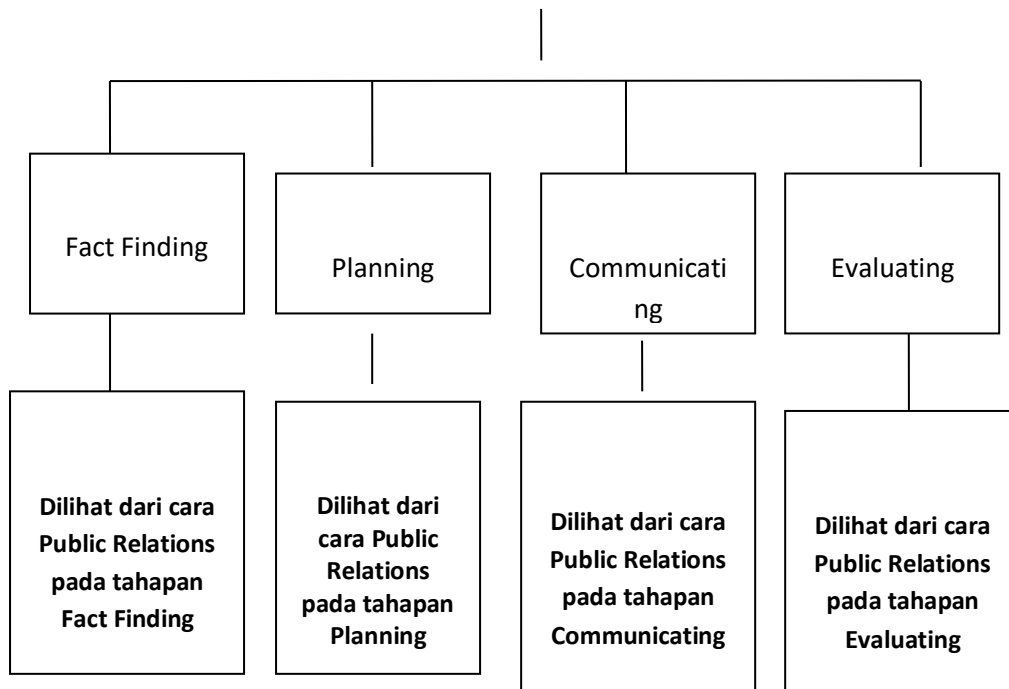 Fact Finding
Planning
Communicati
ng
Evaluating
Dilihat dari cara
Public Relations
pada tahapan
Fact Finding
Dilihat dari
cara Public
Relations
pada tahapan
Planning
Dilihat dari cara
Public Relations
pada tahapan
Communicating
Dilihat dari cara
Public Relations
pada tahapan
Evaluating